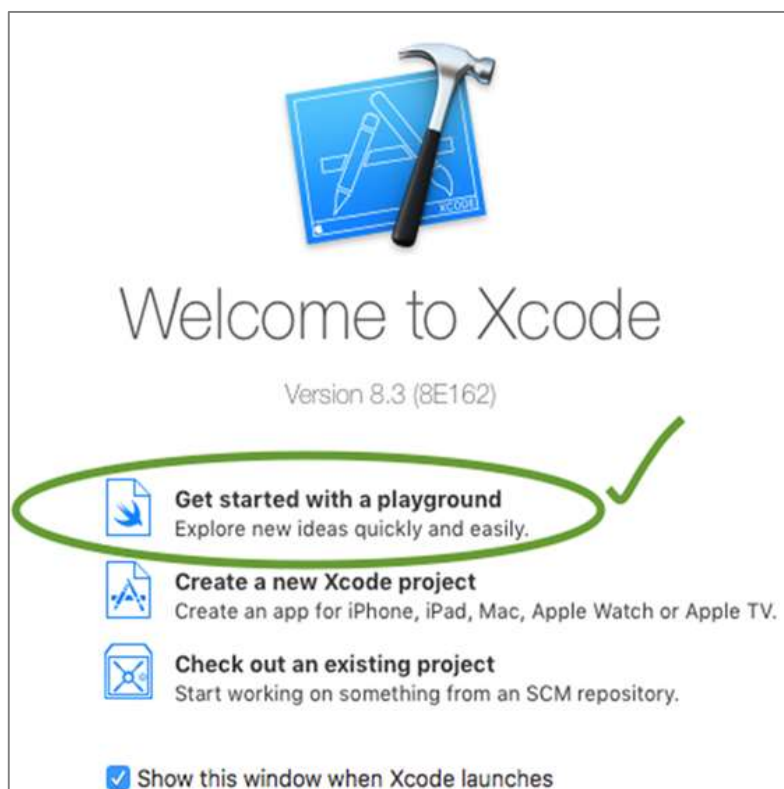 XCODE
Welcome to Xcode
Version 8.3 (8E162)
Get started with a playground
Explore new ideas quickly and easily.
Create a new Xcode project
Create an app for iPhone, iPad, Mac, Apple Watch or Apple TV.
Check out an existing project
Start working on something from an SCM repository.
Show this window when Xcode launches